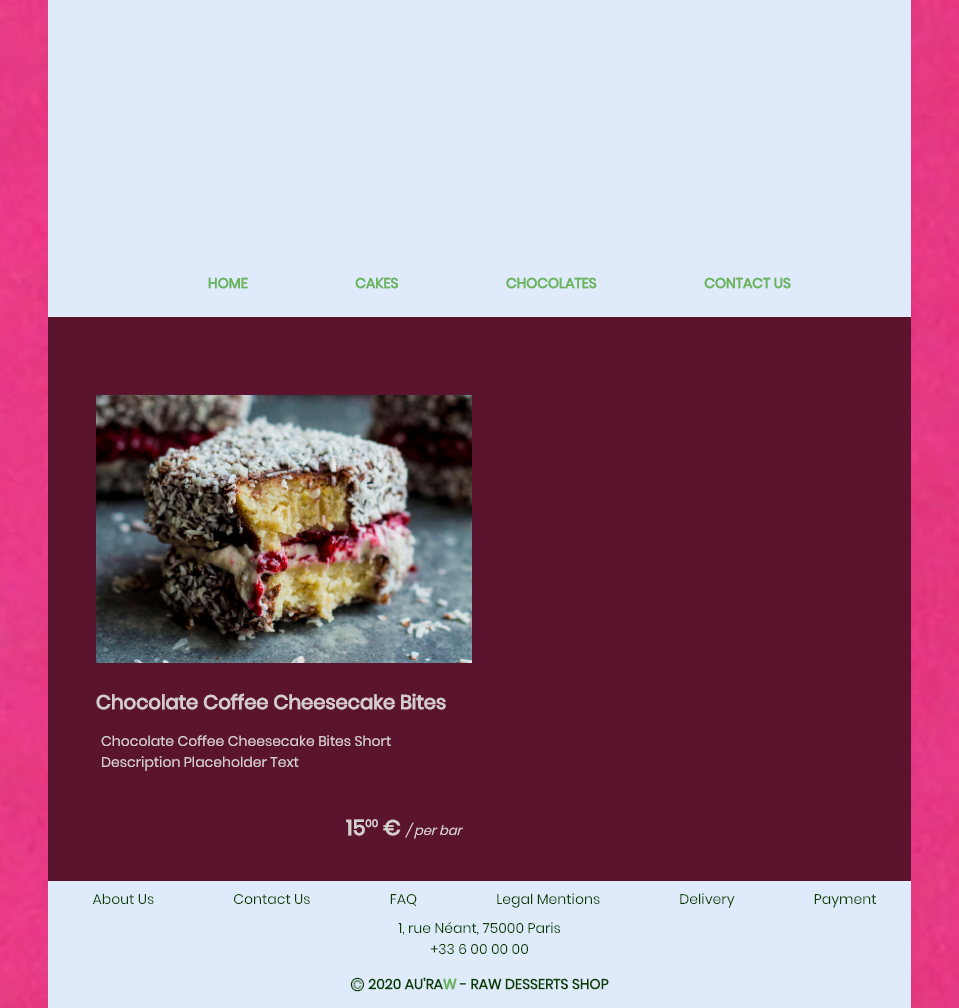 HOME CAKES CHOCOLATES CONTACT US
Chocolate Coffee Cheesecake Bites
Chocolate Coffee Cheesecake Bites Short
Description Placeholder Text
15⁰⁰ € / per bar
About Us Contact Us FAQ Legal Mentions Delivery Payment
1, rue Néant, 75000 Paris
+33 6 00 00 00
© 2020 AU'RAW - RAW DESSERTS SHOP